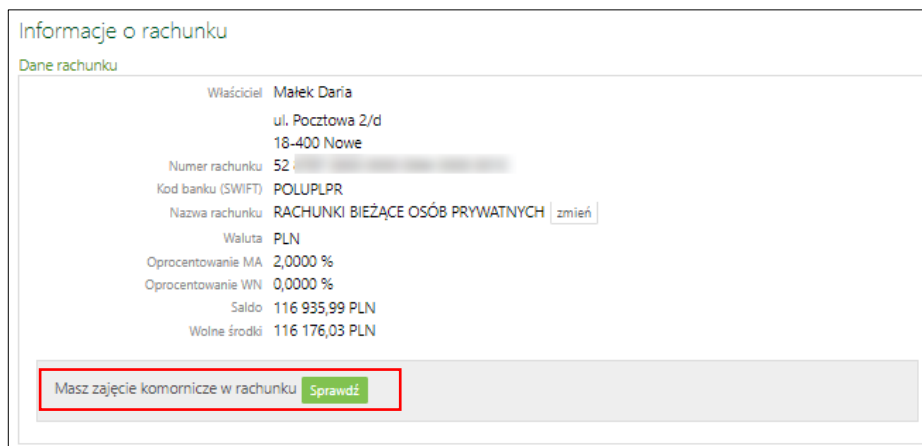 Informacje o rachunku
Dane rachunku
Właściciel Małek Daria
ul. Pocztowa 2/d
18-400 Nowe
Numer rachunku 52
Kod banku (SWIFT) POLUPLPR
Nazwa rachunku RACHUNKI BIEŻĄCE OSÓB PRYWATNYCH zmień
Waluta PLN
Oprocentowanie MA 2,0000 %
Oprocentowanie WN 0,0000 %
Saldo 116 935,99 PLN
Wolne środki 116 176,03 PLN
Masz zajęcie komornicze w rachunku Sprawdź